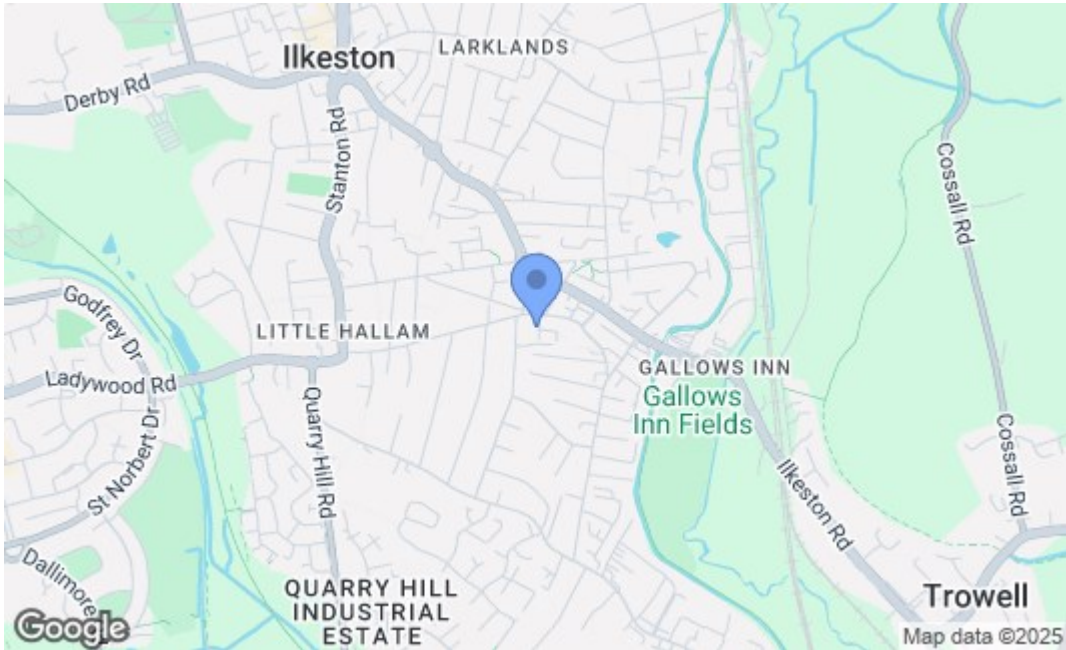 Ilkeston
LARKLANDS
Derby Rd
Stanton Rd
Cossall Rd
Godfrey Dr
LITTLE HALLAM
Ladywood Rd
GALLOWS INN
Gallows
Inn Fields
St Norbert Dr
Quarry Hill Rd
Ilkeston Rd
Cossall Rd
QUARRY HILL
INDUSTRIAL
ESTATE
Trowell
Google
Map data ©2025